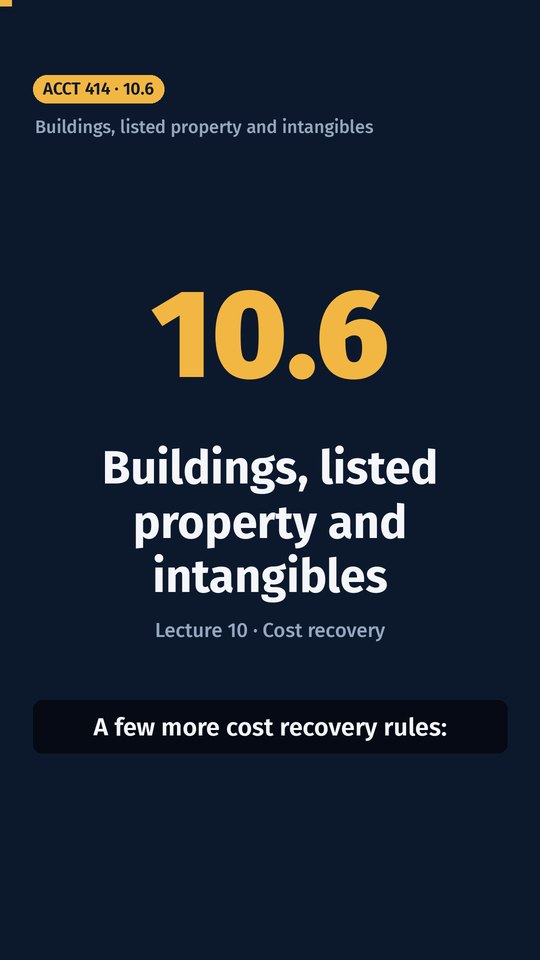 ACCT 414 · 10.6
Buildings, listed property and intangibles
10.6
Buildings, listed
property and
intangibles
Lecture 10 · Cost recovery
A few more cost recovery rules: